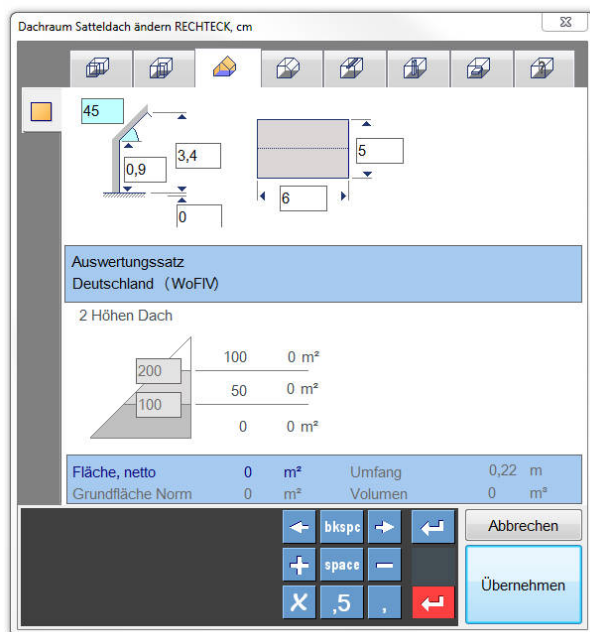 Dachraum Satteldach ändern RECHTECK, cm
45
0,9
3,4
0
5
6
Auswertungssatz
Deutschland (WoFIV)
2 Höhen Dach
200 100 0 m²
100 50 0 m²
0 0 m²
Fläche, netto 0 m² Umfang 0,22 m
Grundfläche Norm 0 m² Volumen 0 m³
bkspc
Abbrechen
space
Übernehmen
,5 ,